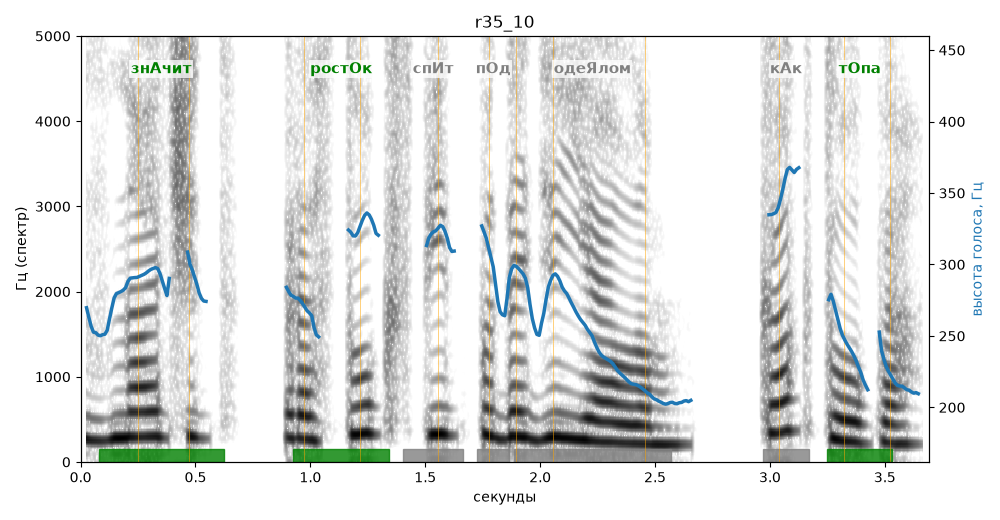 r35_10
знАчит ростОк спИт пОд одеЯлом кАк тОпа
Гц (спектр)
5000
4000
3000
2000
1000
0
450
400
350
300
250
200
высота голоса, Гц
0.0 0.5 1.0 1.5 2.0 2.5 3.0 3.5
секунды